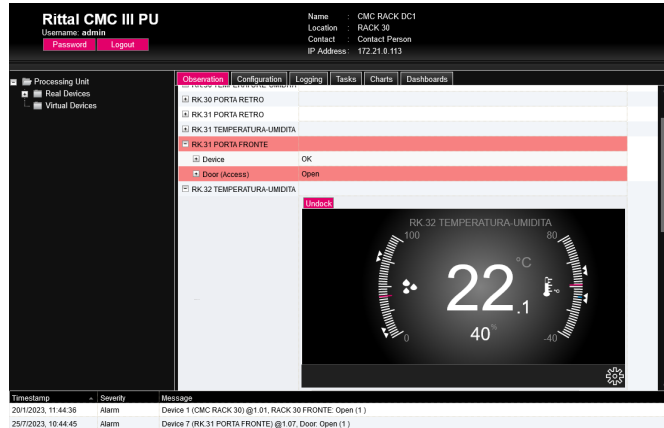 Rittal CMC III PU
Username: admin
Password Logout
Name : CMC RACK DC1
Location : RACK 30
Contact : Contact Person
IP Address : 172.21.0.113
Processing Unit
Real Devices
Virtual Devices
Observation Configuration Logging Tasks Charts Dashboards
RK.30 TEMPERATURE-UMIDITA
RK.30 PORTA RETRO
RK.31 PORTA RETRO
RK.31 TEMPERATURA-UMIDITA
RK.31 PORTA FRONTE
Device OK
Door (Access) Open
RK.32 TEMPERATURA-UMIDITA
Undock
RK.32 TEMPERATURA-UMIDITA
100 80
°C
22.1
40%
0 -40
Timestamp Severity Message
20/1/2023, 11:44:36 Alarm Device 1 (CMC RACK 30) @1.01, RACK 30 FRONTE: Open (1 )
25/7/2023, 10:44:45 Alarm Device 7 (RK.31 PORTA FRONTE) @1.07, Door: Open (1 )